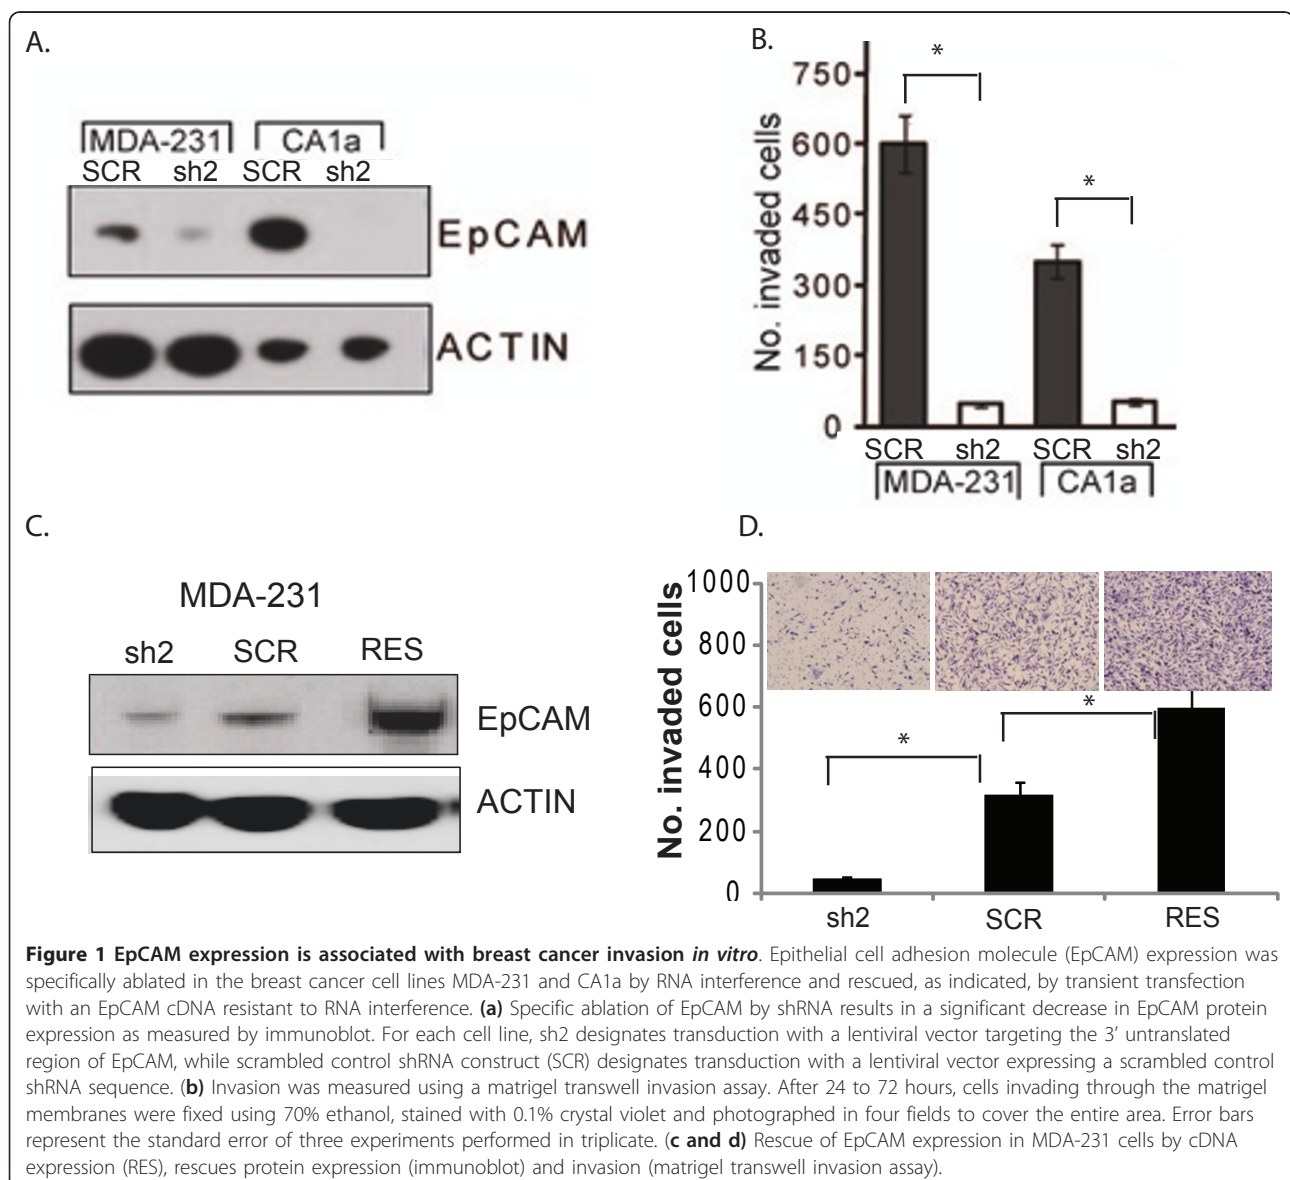 A.
MDA-231 CA1a
SCR sh2 SCR sh2
EpCAM
ACTIN
B.
No. invaded cells
750
600
450
300
150
0
*
*
SCR sh2 SCR sh2
MDA-231 CA1a
C.
MDA-231
sh2 SCR RES
EpCAM
ACTIN
D.
No. invaded cells
1000
800
600
400
200
0
*
*
sh2 SCR RES
Figure 1 EpCAM expression is associated with breast cancer invasion in vitro. Epithelial cell adhesion molecule (EpCAM) expression was
specifically ablated in the breast cancer cell lines MDA-231 and CA1a by RNA interference and rescued, as indicated, by transient transfection
with an EpCAM cDNA resistant to RNA interference. (a) Specific ablation of EpCAM by shRNA results in a significant decrease in EpCAM protein
expression as measured by immunoblot. For each cell line, sh2 designates transduction with a lentiviral vector targeting the 3’ untranslated
region of EpCAM, while scrambled control shRNA construct (SCR) designates transduction with a lentiviral vector expressing a scrambled control
shRNA sequence. (b) Invasion was measured using a matrigel transwell invasion assay. After 24 to 72 hours, cells invading through the matrigel
membranes were fixed using 70% ethanol, stained with 0.1% crystal violet and photographed in four fields to cover the entire area. Error bars
represent the standard error of three experiments performed in triplicate. (c and d) Rescue of EpCAM expression in MDA-231 cells by cDNA
expression (RES), rescues protein expression (immunoblot) and invasion (matrigel transwell invasion assay).